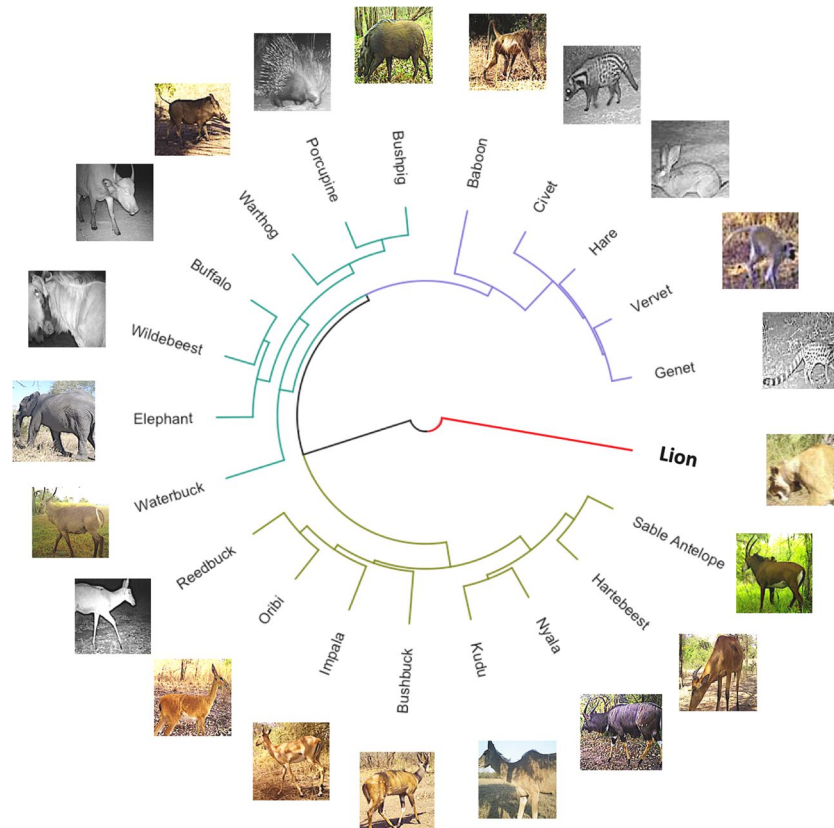 Bushpig
Baboon
Civet
Hare
Vervet
Genet
Lion
Sable Antelope
Hartebeest
Nyala
Kudu
Bushbuck
Impala
Oribi
Reedbuck
Waterbuck
Elephant
Wildebeest
Buffalo
Warthog
Porcupine